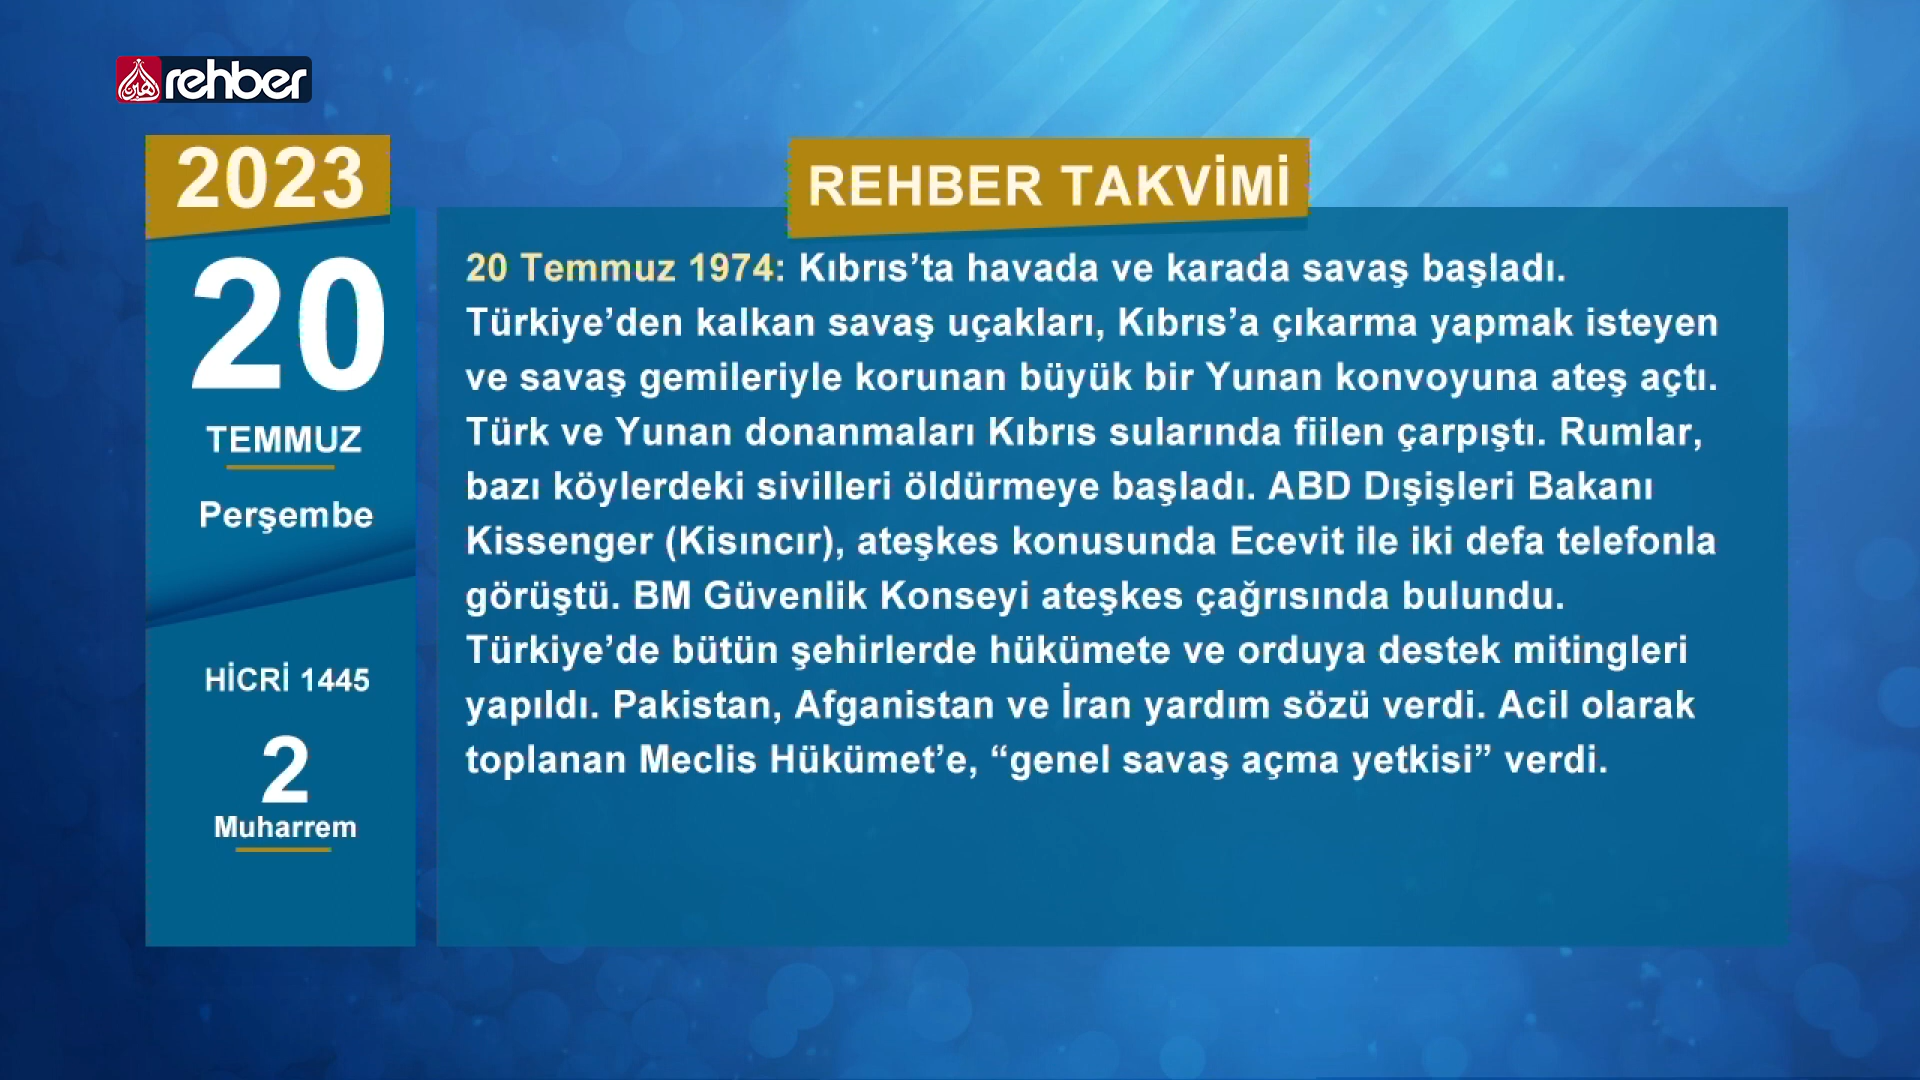 rehber
2023
20
TEMMUZ
Perşembe
HİCRİ 1445
2
Muharrem
REHBER TAKVİMİ
20 Temmuz 1974: Kıbrıs’ta havada ve karada savaş başladı.
Türkiye’den kalkan savaş uçakları, Kıbrıs’a çıkarma yapmak isteyen
ve savaş gemileriyle korunan büyük bir Yunan konvoyuna ateş açtı.
Türk ve Yunan donanmaları Kıbrıs sularında fiilen çarpıştı. Rumlar,
bazı köylerdeki sivilleri öldürmeye başladı. ABD Dışişleri Bakanı
Kissenger (Kisıncır), ateşkes konusunda Ecevit ile iki defa telefonla
görüştü. BM Güvenlik Konseyi ateşkes çağrısında bulundu.
Türkiye’de bütün şehirlerde hükümete ve orduya destek mitingleri
yapıldı. Pakistan, Afganistan ve İran yardım sözü verdi. Acil olarak
toplanan Meclis Hükümet’e, “genel savaş açma yetkisi” verdi.